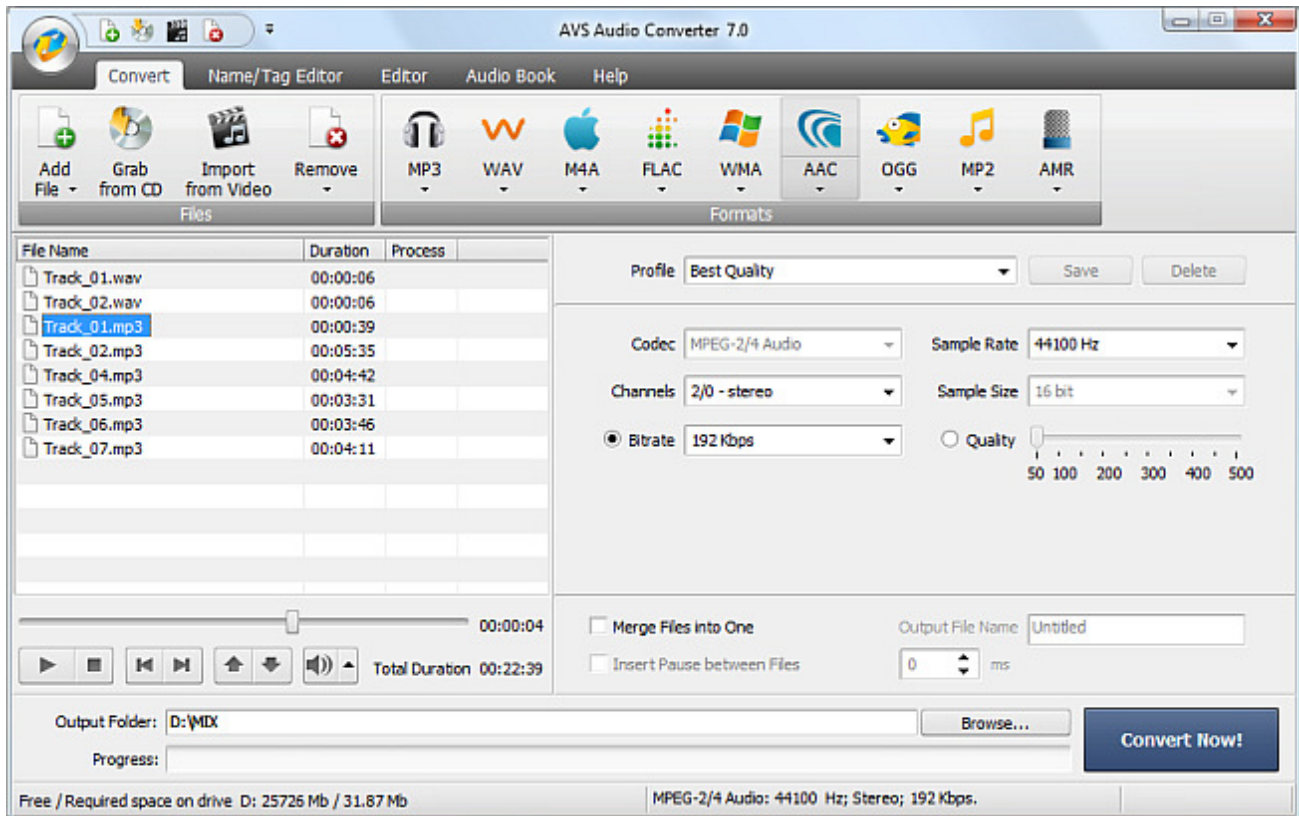 AVS Audio Converter 7.0
Convert Name/Tag Editor Editor Audio Book Help
Add File Grab from CD Import from Video Remove MP3 WAV M4A FLAC WMA AAC OGG MP2 AMR
Files Formats
File Name Duration Process
Track_01.wav 00:00:06
Track_02.wav 00:00:06
Track_01.mp3 00:00:39
Track_02.mp3 00:05:35
Track_04.mp3 00:04:42
Track_05.mp3 00:03:31
Track_06.mp3 00:03:46
Track_07.mp3 00:04:11
00:00:04
Total Duration 00:22:39
Profile Best Quality Save Delete
Codec MPEG-2/4 Audio Sample Rate 44100 Hz
Channels 2/0 - stereo Sample Size 16 bit
Bitrate 192 Kbps Quality
50 100 200 300 400 500
Merge Files into One Output File Name Untitled
Insert Pause between Files 0 ms
Output Folder: D:\MIX Browse...
Convert Now!
Progress:
Free / Required space on drive D: 25726 Mb / 31.87 Mb MPEG-2/4 Audio: 44100 Hz; Stereo; 192 Kbps.